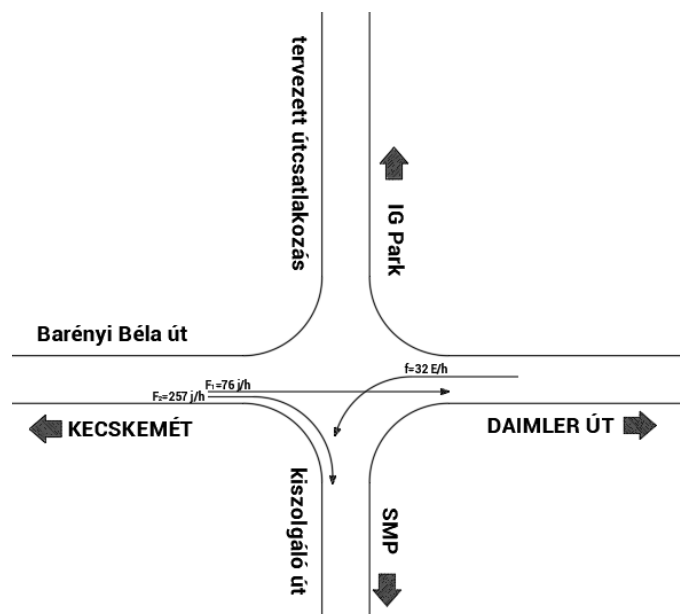 tervezett útcsatlakozás
IG Park
Barényi Béla út
f=32 E/h
F₁=76 j/h
F₂=257 j/h
KECSKEMÉT
DAIMLER ÚT
kiszolgáló út
SMP